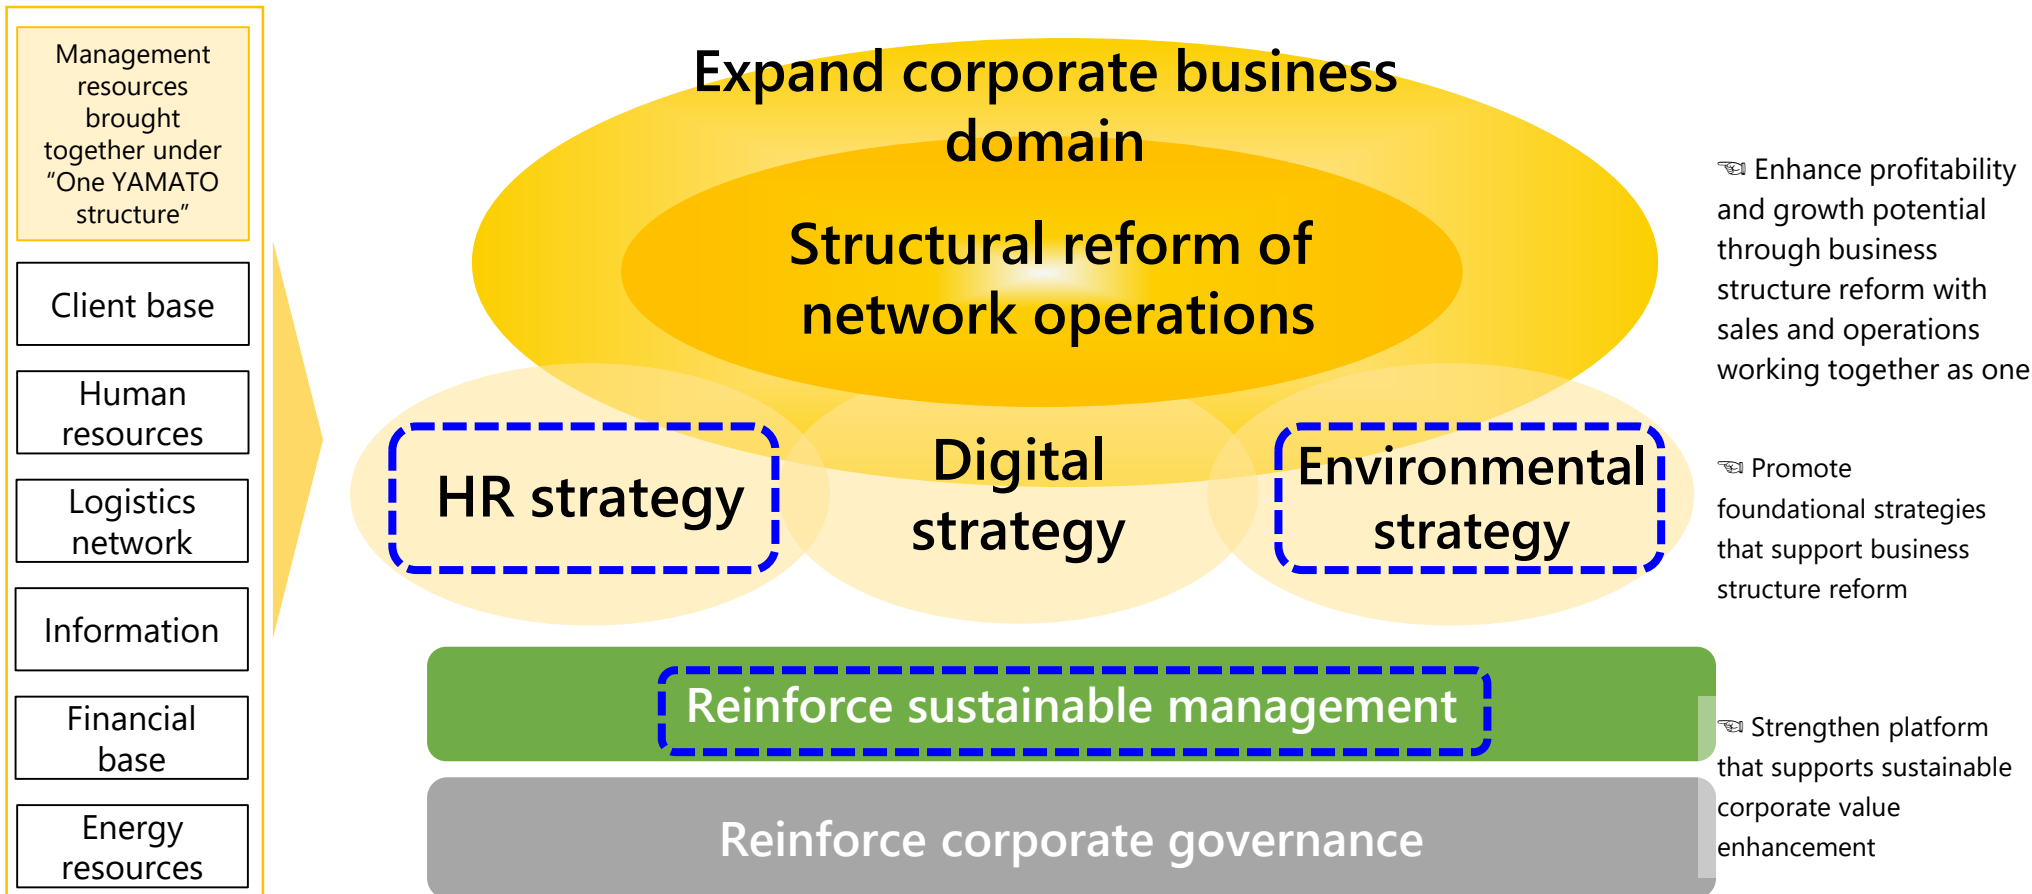 Management
resources
brought
together under
“One YAMATO
structure”
Client base
Human
resources
Logistics
network
Information
Financial
base
Energy
resources
Expand corporate business
domain
Structural reform of
network operations
HR strategy
Digital
strategy
Environmental
strategy
Reinforce sustainable management
Reinforce corporate governance
☜ Enhance profitability
and growth potential
through business
structure reform with
sales and operations
working together as one
☜ Promote
foundational strategies
that support business
structure reform
☜ Strengthen platform
that supports sustainable
corporate value
enhancement